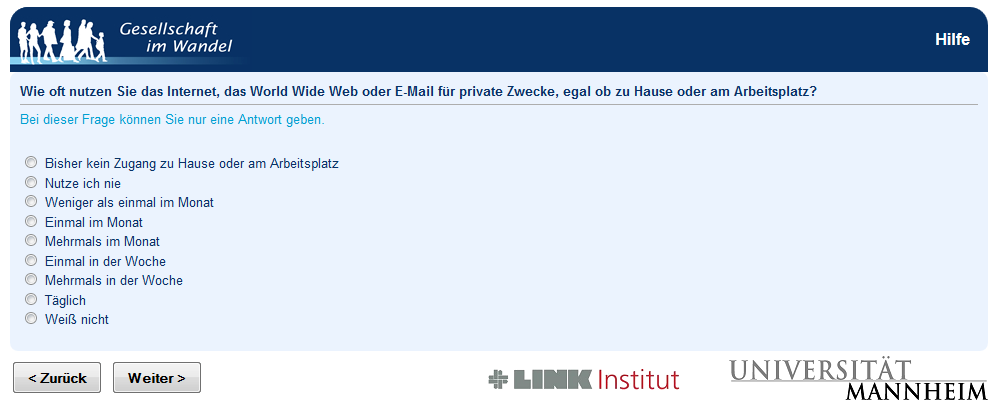 Gesellschaft
im Wandel
Hilfe
Wie oft nutzen Sie das Internet, das World Wide Web oder E-Mail für private Zwecke, egal ob zu Hause oder am Arbeitsplatz?
Bei dieser Frage können Sie nur eine Antwort geben.
Bisher kein Zugang zu Hause oder am Arbeitsplatz
Nutze ich nie
Weniger als einmal im Monat
Einmal im Monat
Mehrmals im Monat
Einmal in der Woche
Mehrmals in der Woche
Täglich
Weiß nicht
< Zurück
Weiter >
LINK Institut
UNIVERSITÄT
MANNHEIM